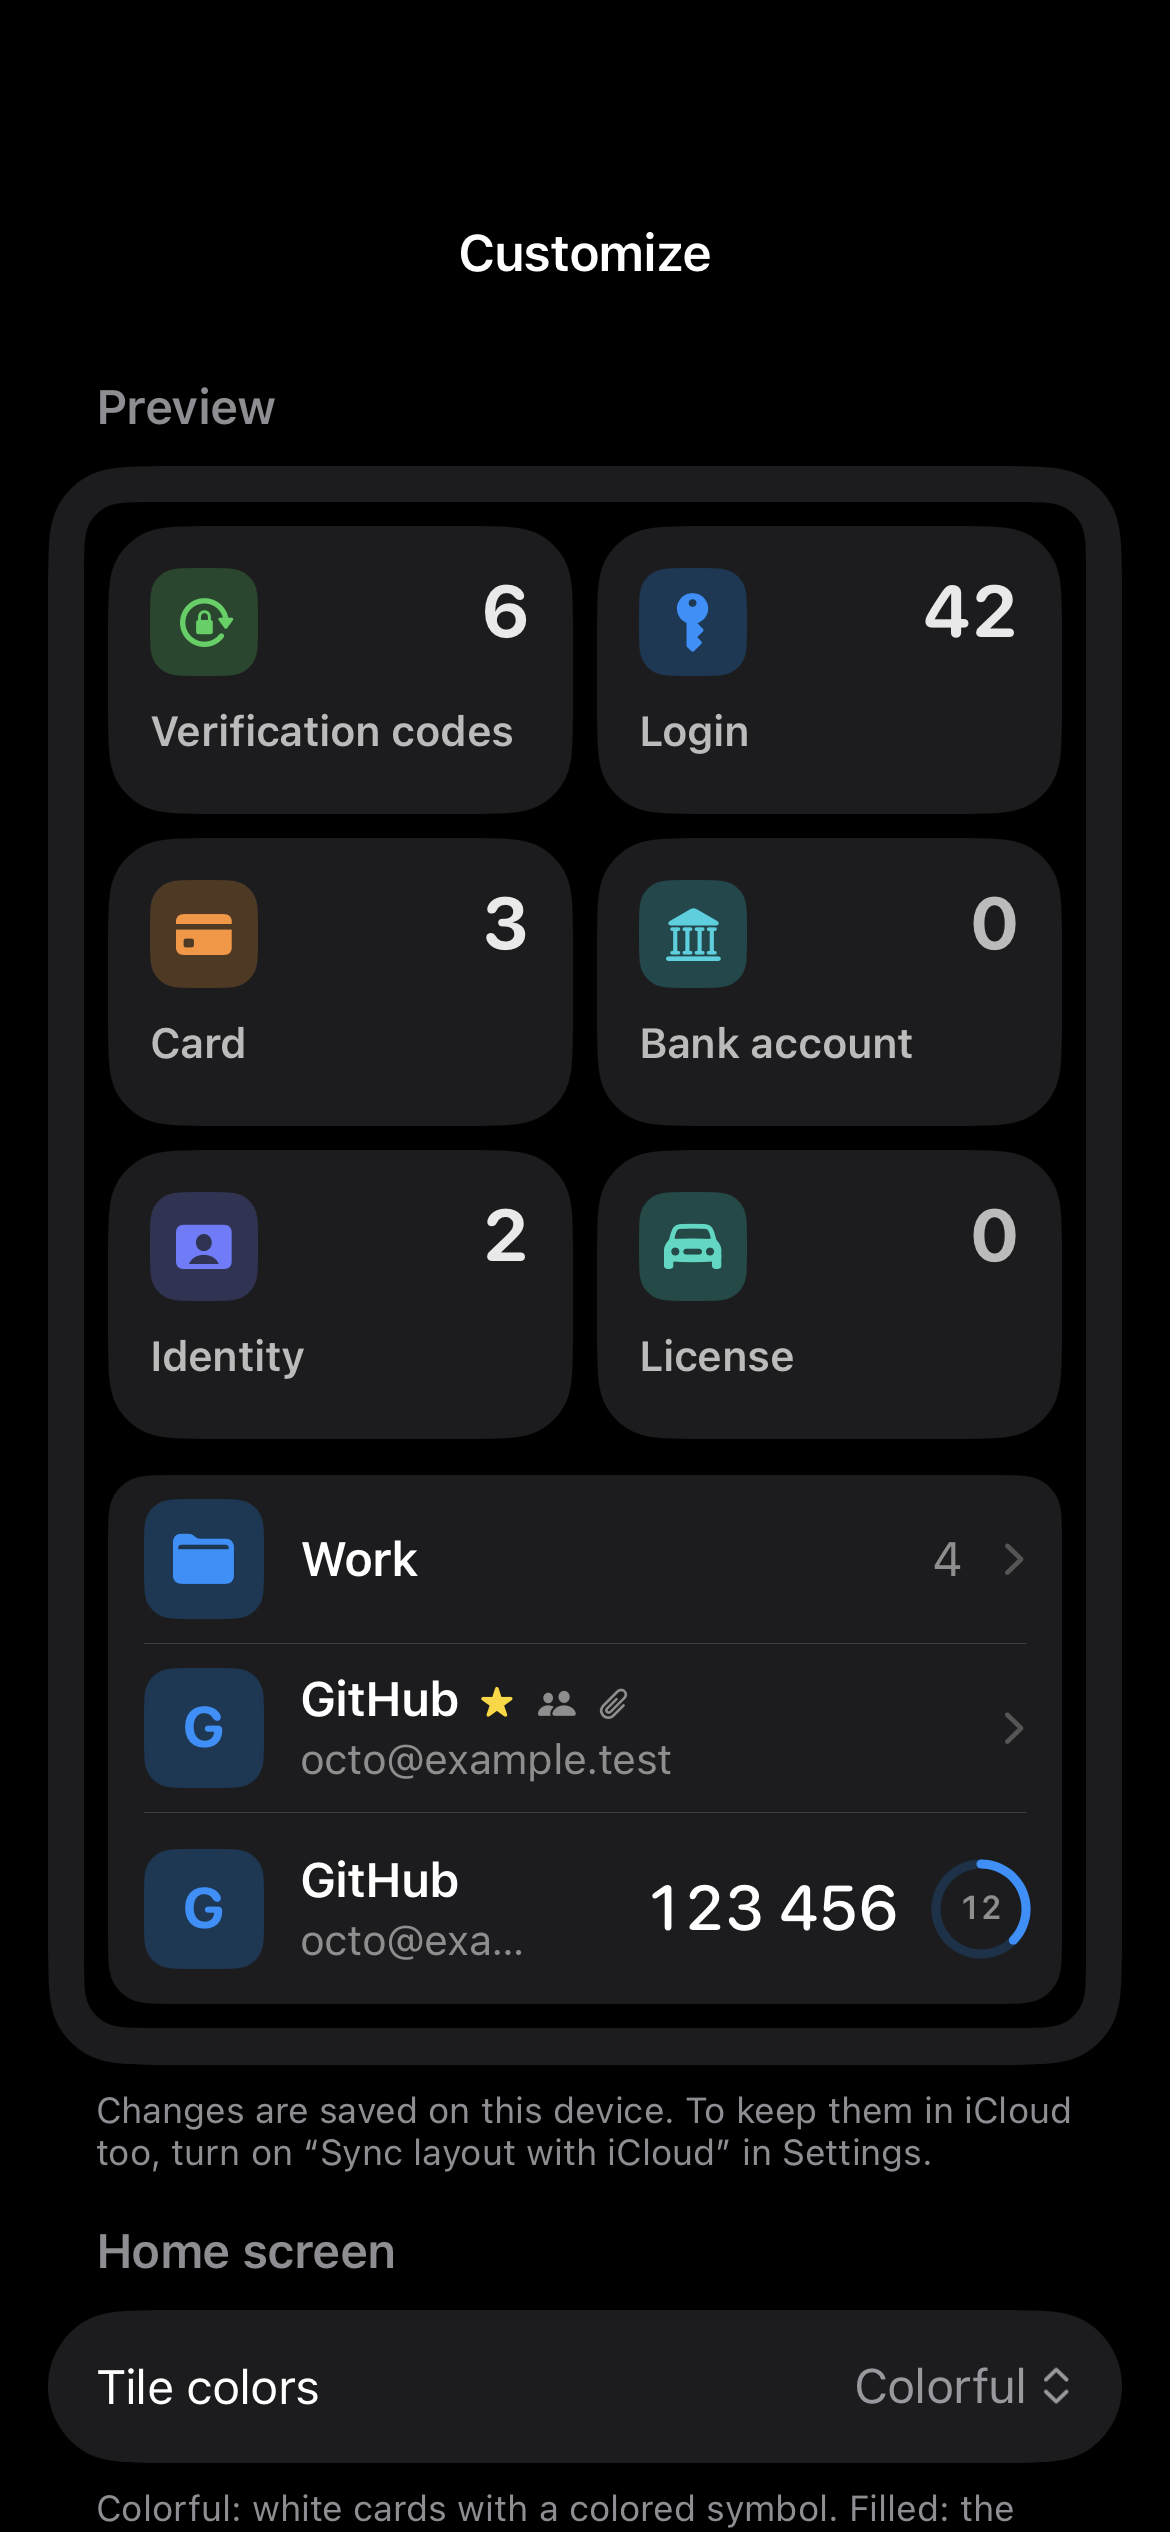 Customize
Preview
6
Verification codes
42
Login
3
Card
0
Bank account
2
Identity
0
License
Work
4
G
GitHub
octo@example.test
G
GitHub
octo@exa...
123 456
12
Changes are saved on this device. To keep them in iCloud
too, turn on “Sync layout with iCloud” in Settings.
Home screen
Tile colors
Colorful
Colorful: white cards with a colored symbol. Filled: the